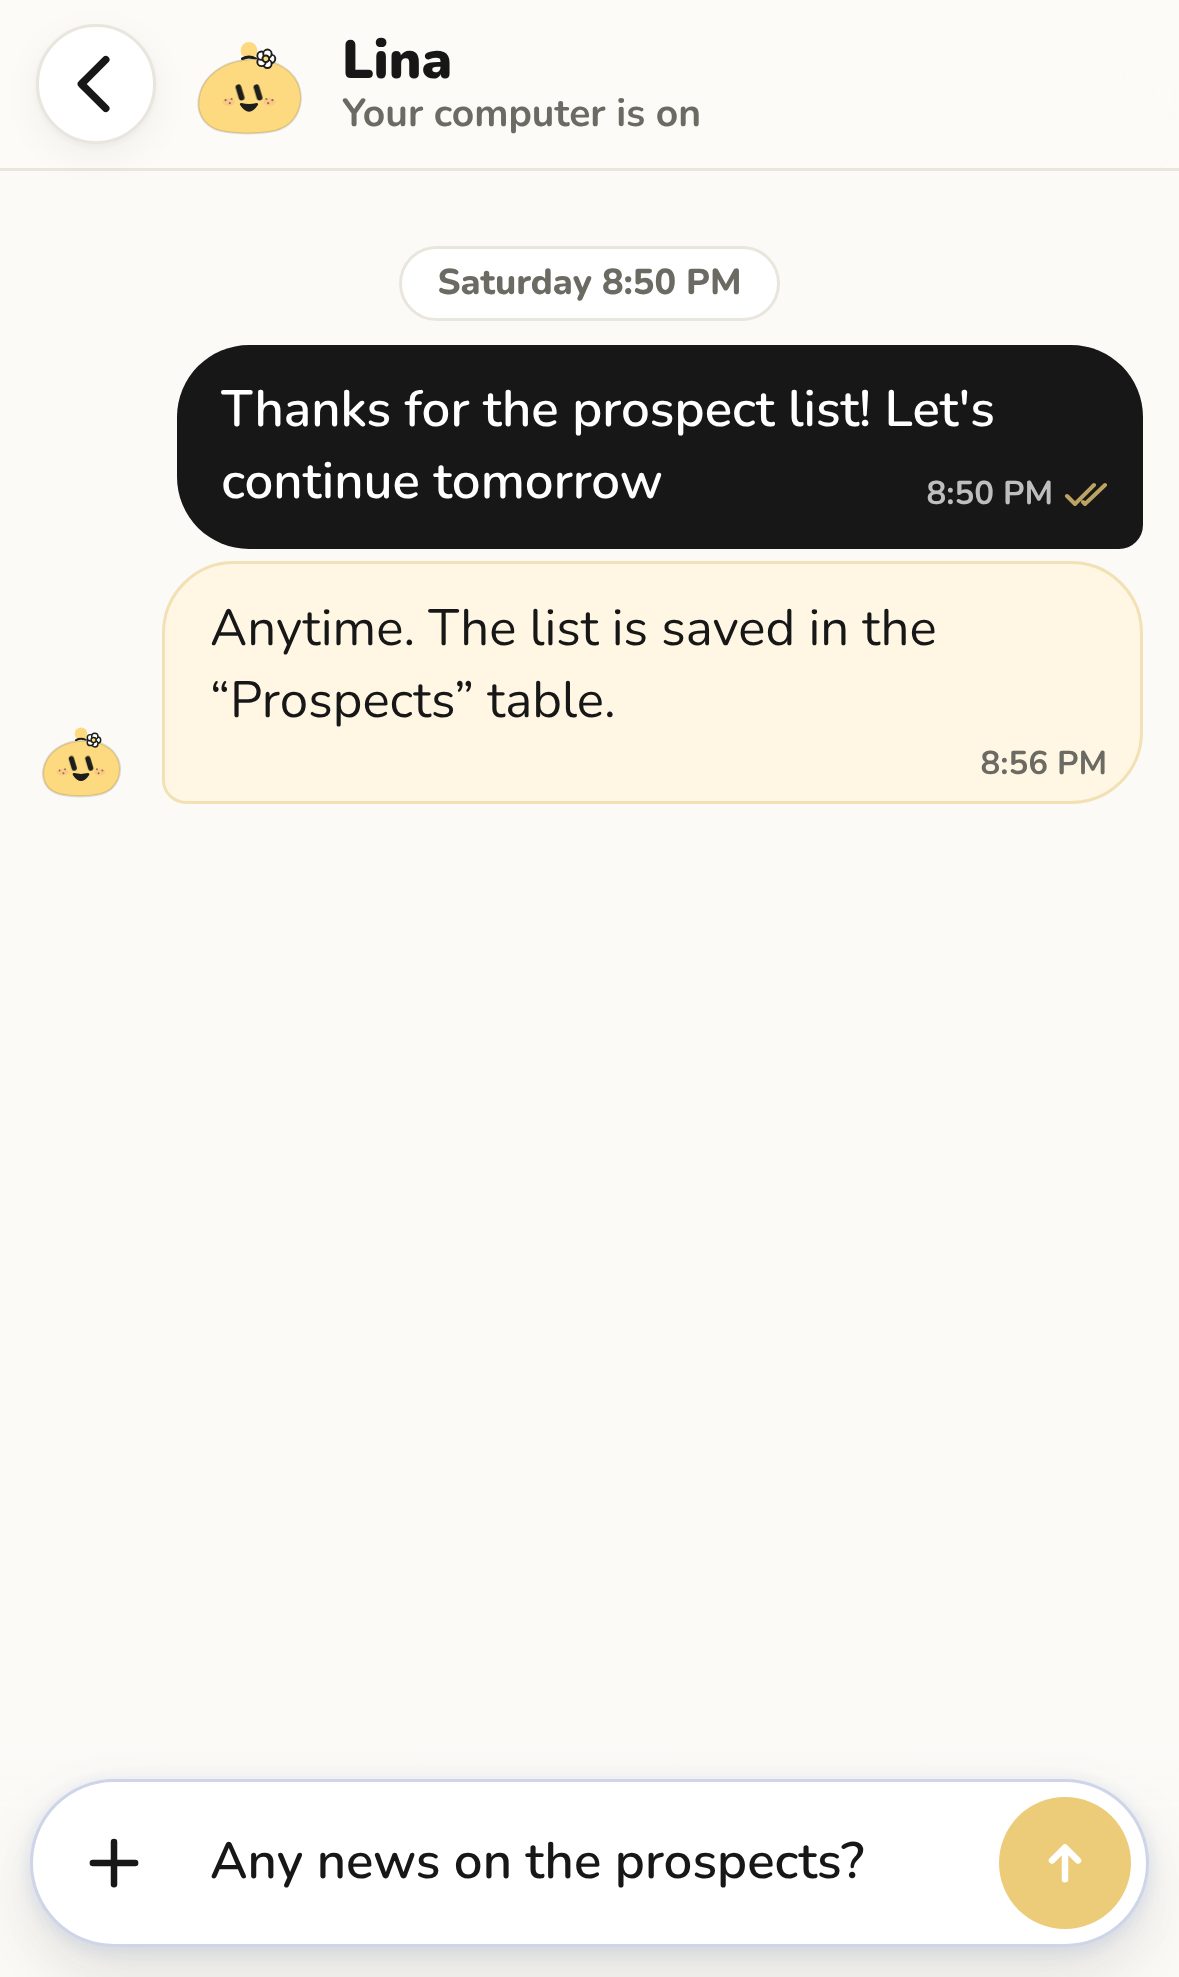 Lina
Your computer is on
Saturday 8:50 PM
Thanks for the prospect list! Let's
continue tomorrow
8:50 PM
Anytime. The list is saved in the
“Prospects” table.
8:56 PM
Any news on the prospects?